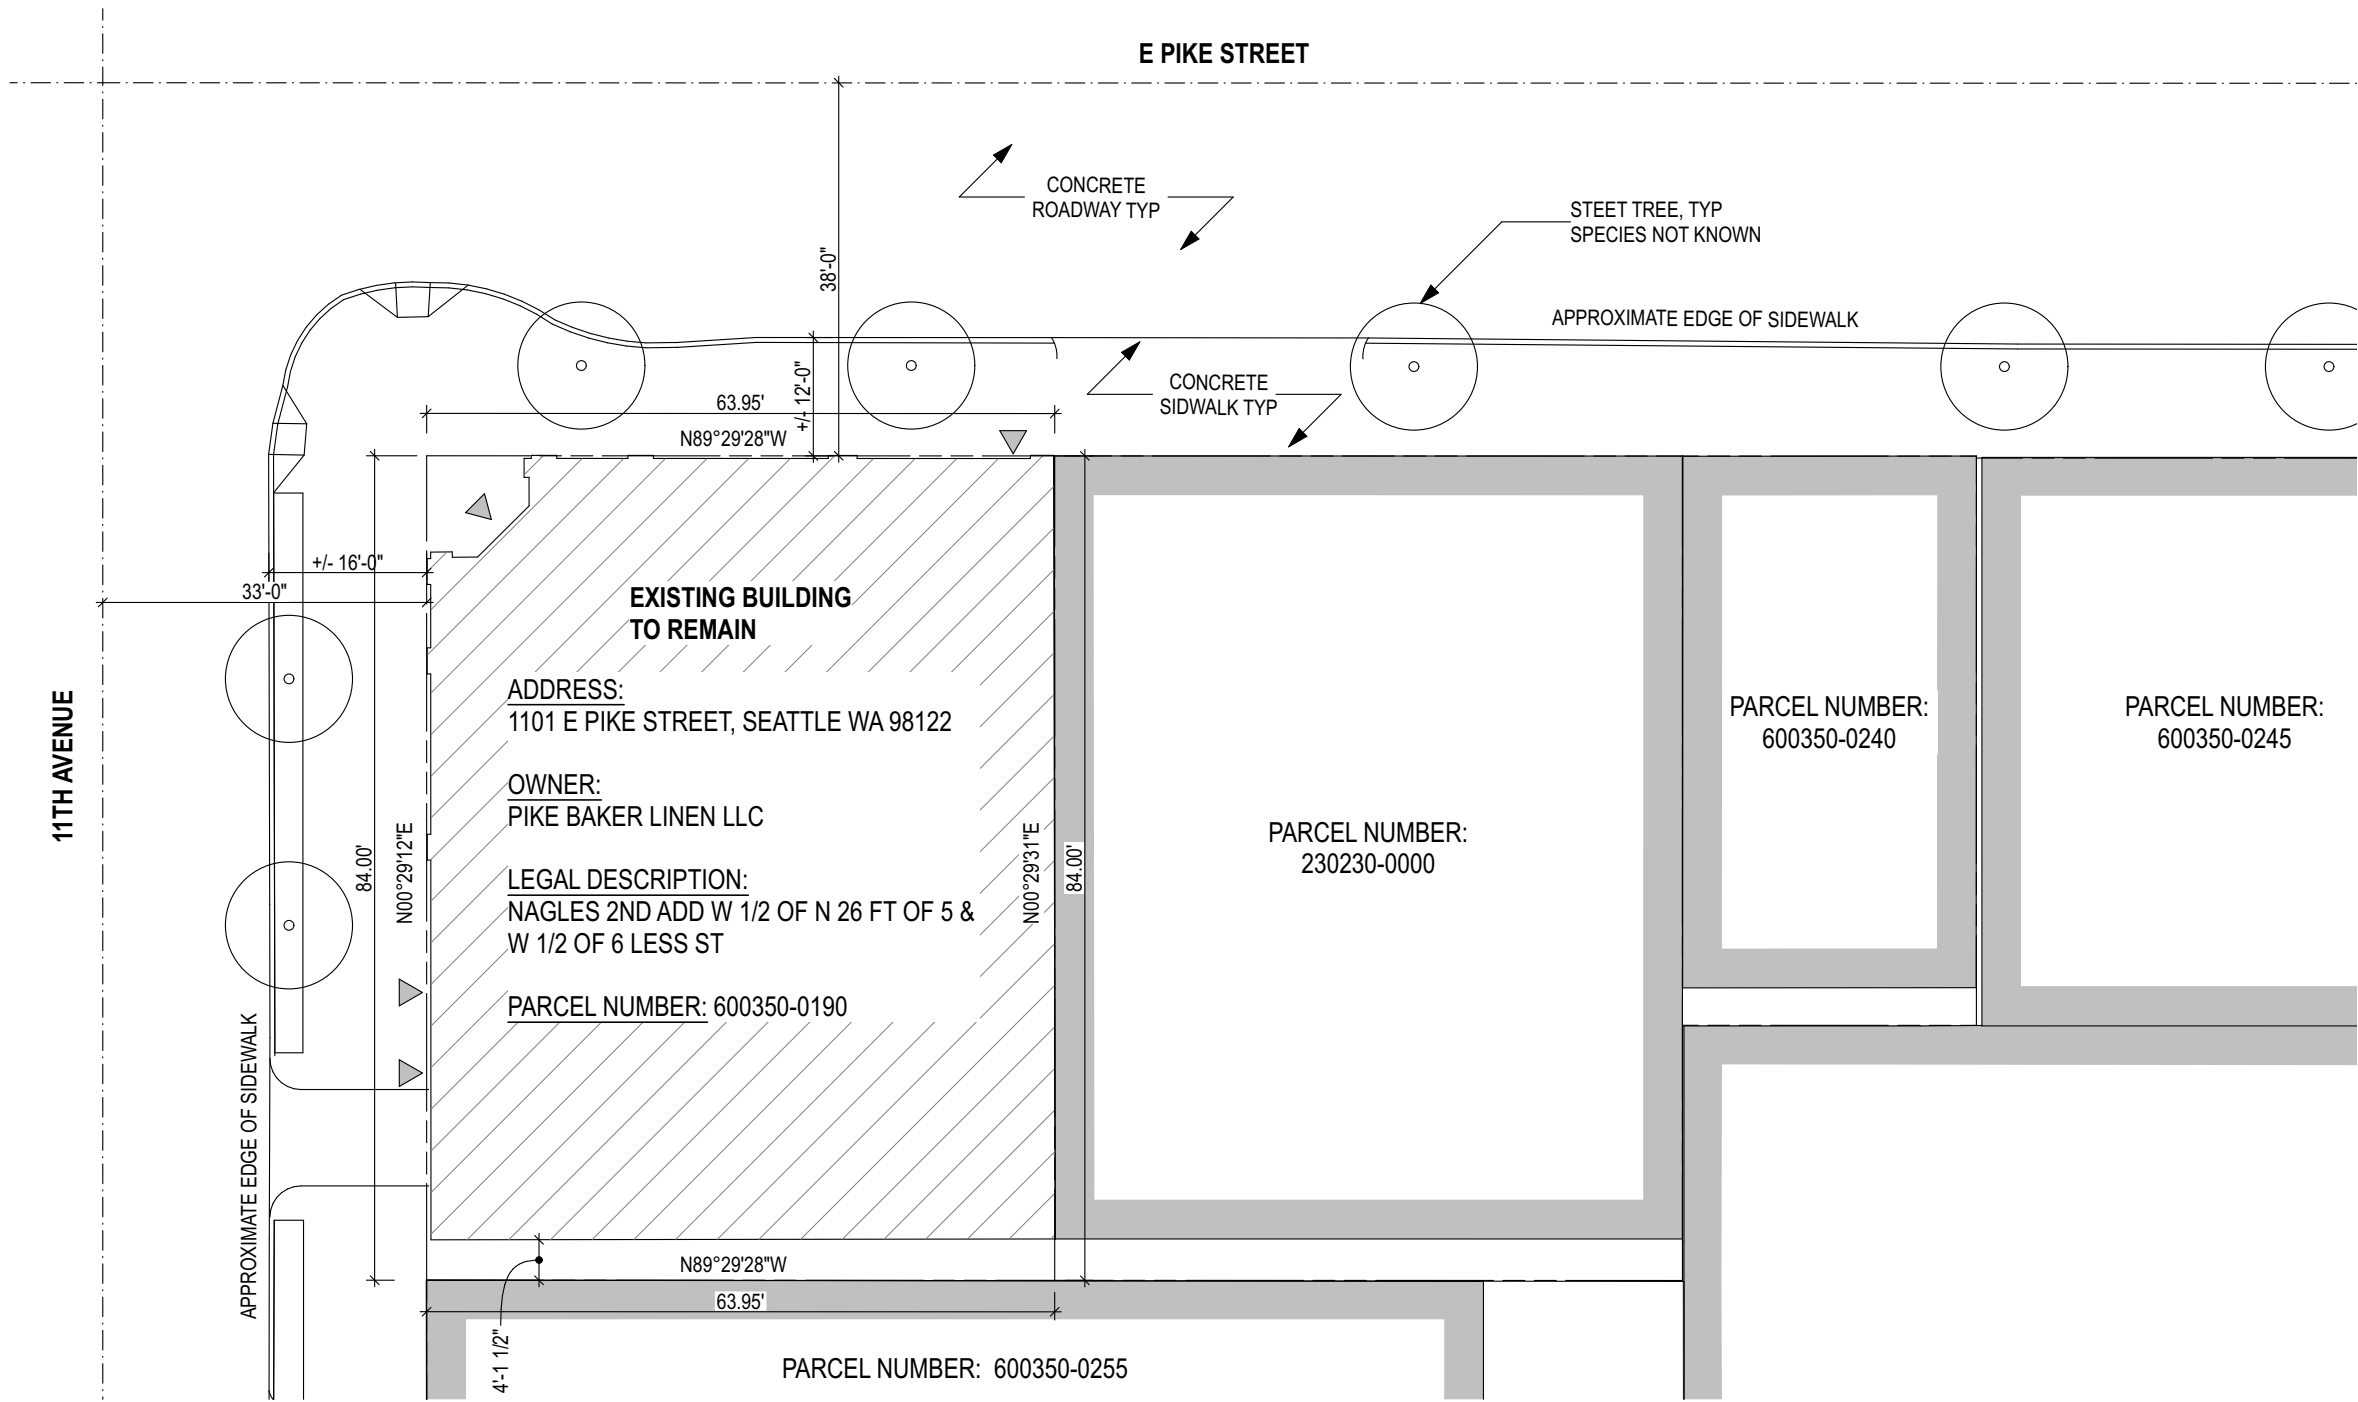 E PIKE STREET
CONCRETE
ROADWAY TYP
STEET TREE, TYP
SPECIES NOT KNOWN
38'-0"
APPROXIMATE EDGE OF SIDEWALK
+/- 12'-0"
CONCRETE
SIDWALK TYP
63.95'
N89°29'28"W
+/- 16'-0"
33'-0"
EXISTING BUILDING
TO REMAIN
ADDRESS:
1101 E PIKE STREET, SEATTLE WA 98122
OWNER:
PIKE BAKER LINEN LLC
LEGAL DESCRIPTION:
NAGLES 2ND ADD W 1/2 OF N 26 FT OF 5 &
W 1/2 OF 6 LESS ST
PARCEL NUMBER: 600350-0190
11TH AVENUE
84.00'
N00°29'12"E
N00°29'31"E
84.00'
PARCEL NUMBER:
230230-0000
PARCEL NUMBER:
600350-0240
PARCEL NUMBER:
600350-0245
APPROXIMATE EDGE OF SIDEWALK
N89°29'28"W
63.95'
4'-1 1/2"
PARCEL NUMBER: 600350-0255